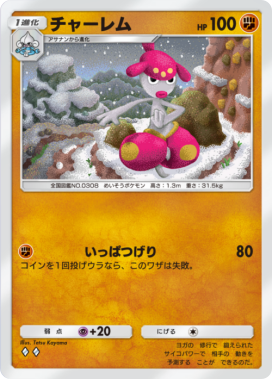 1進化
チャーレム
HP 100
アサナンから進化
全国図鑑NO.0308 めいそうポケモン 高さ：1.3m 重さ：31.5kg
いっぱつげり 80
コインを1回投げウラなら、このワザは失敗。
弱点 +20 にげる
Illus. Tetsu Kayama
ヨガの 修行で 鍛えられた
サイコパワーで 相手の 動きを
予測する ことが できるのだ。